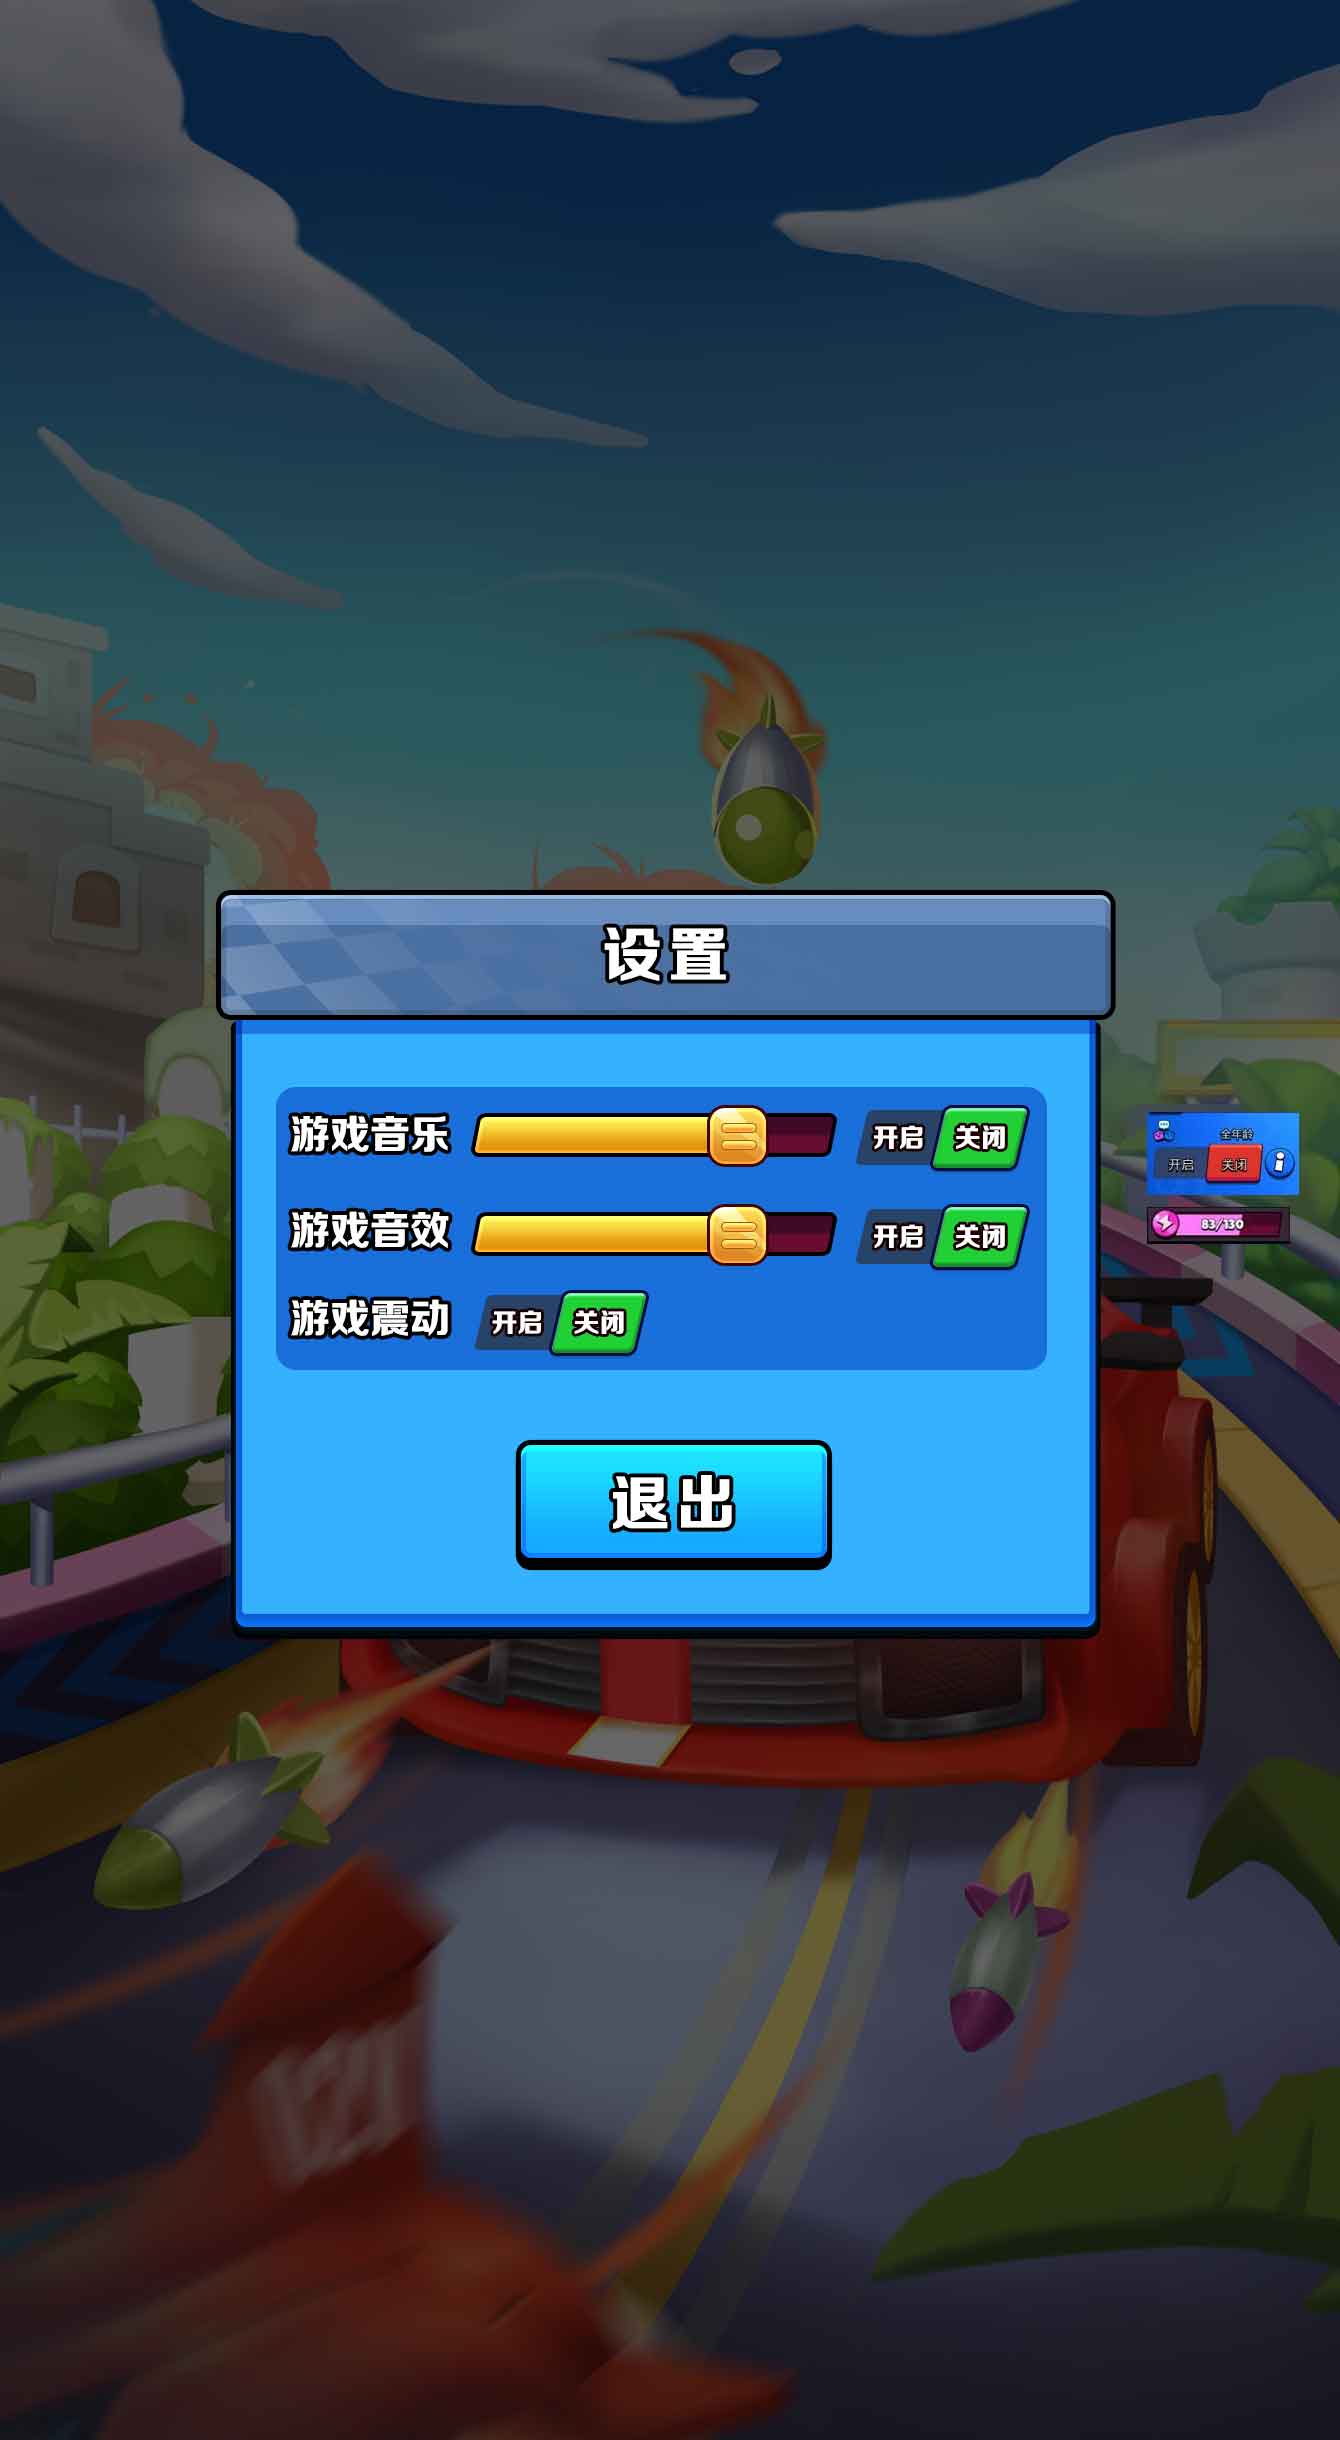 设置
游戏音乐 开启 关闭
全年龄
开启 关闭
83/130
游戏音效 开启 关闭
游戏震动 开启 关闭
退出